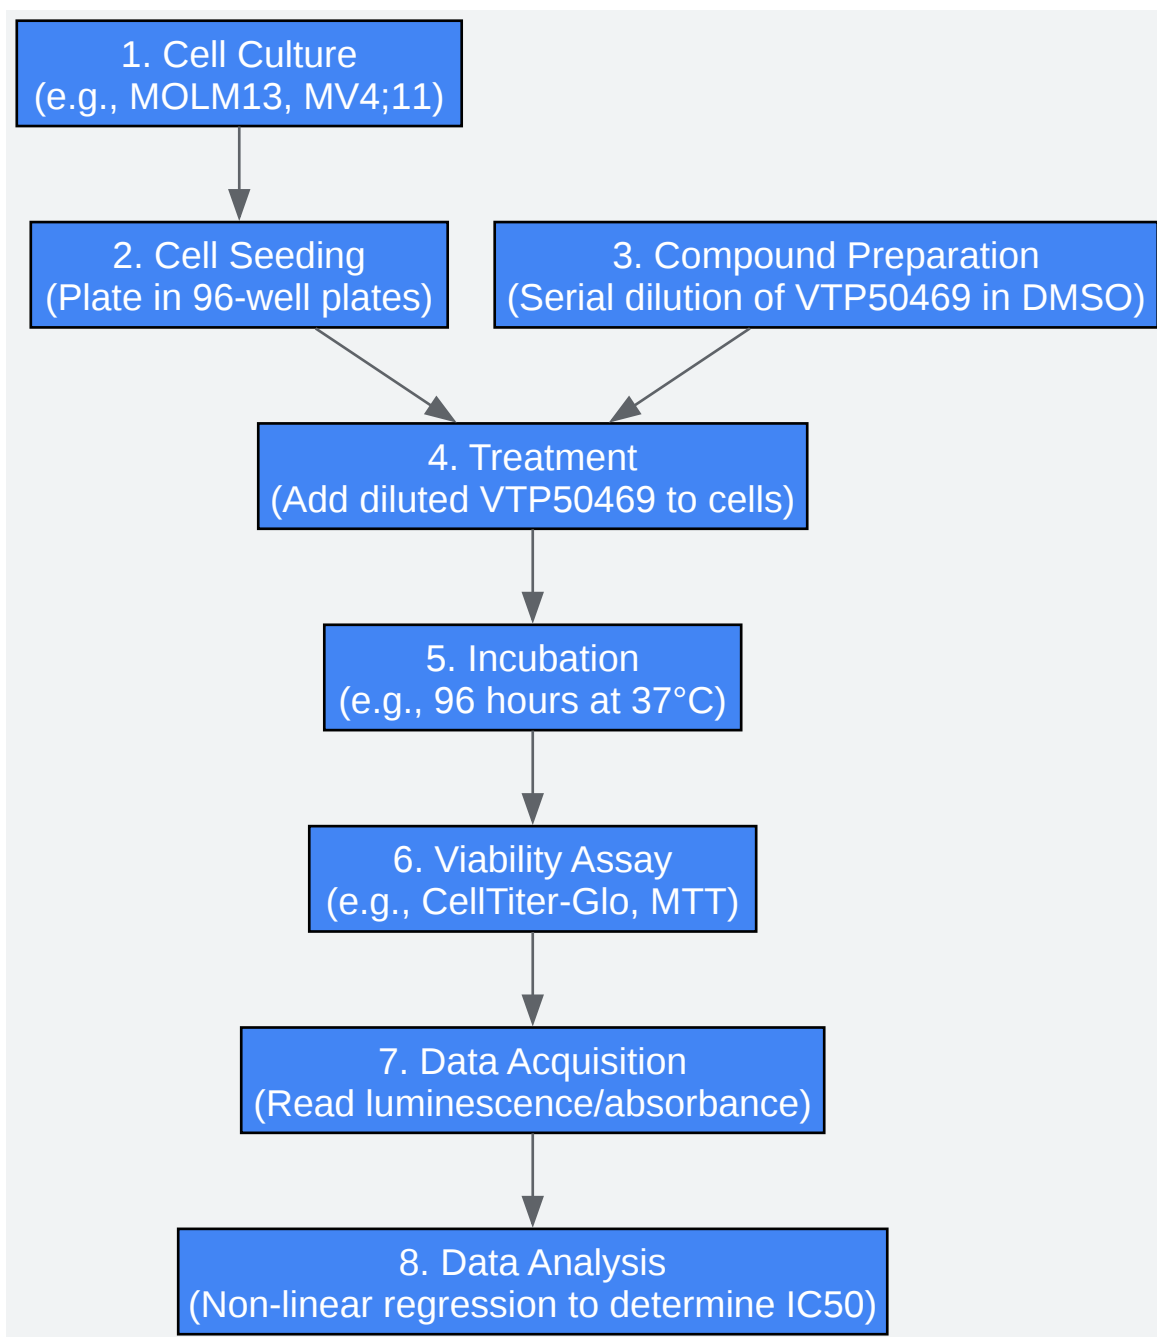 1. Cell Culture
(e.g., MOLM13, MV4;11)
2. Cell Seeding
(Plate in 96-well plates)
3. Compound Preparation
(Serial dilution of VTP50469 in DMSO)
4. Treatment
(Add diluted VTP50469 to cells)
5. Incubation
(e.g., 96 hours at 37°C)
6. Viability Assay
(e.g., CellTiter-Glo, MTT)
7. Data Acquisition
(Read luminescence/absorbance)
8. Data Analysis
(Non-linear regression to determine IC50)